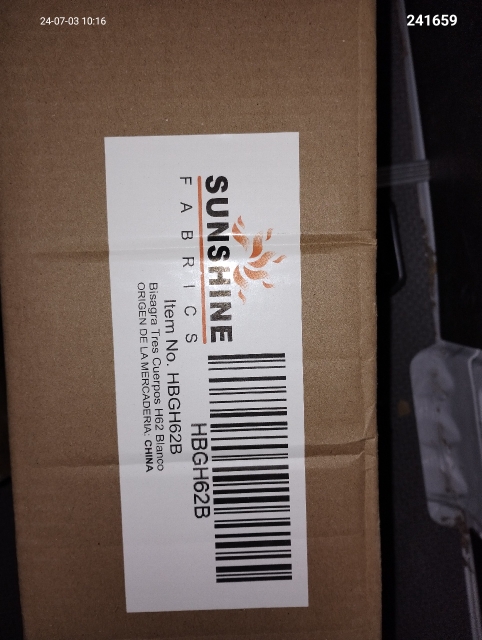 24-07-03 10:16
241659
SUNSHINE
FABRICS
HBGH62B
Item No. HBGH62B
Bisagra Tres Cuerpos H62 Blanco
ORIGEN DE LA MERCADERIA: CHINA